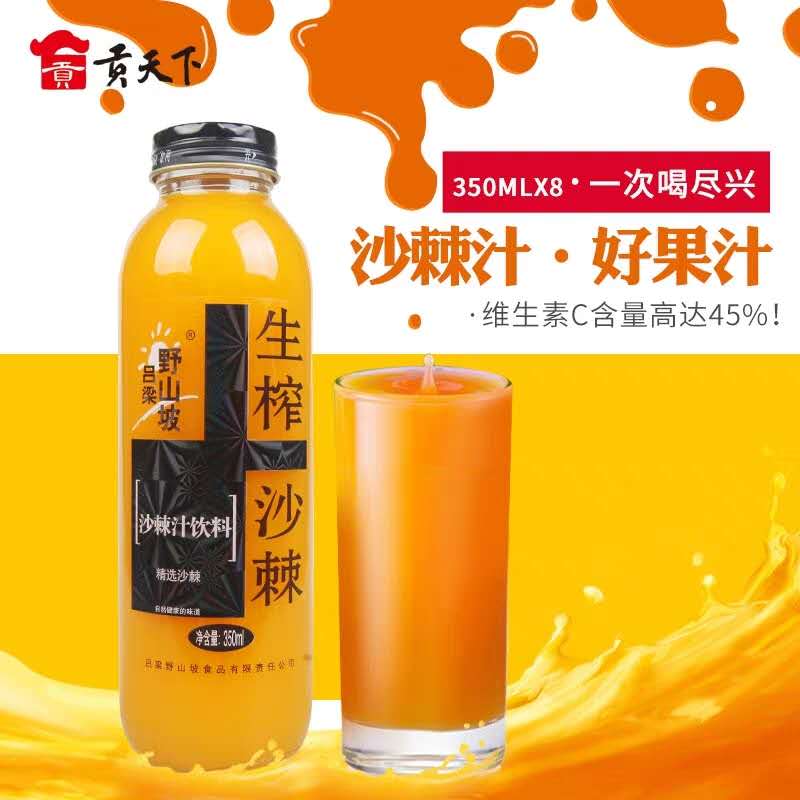 貢
贡天下
350MLX8·一次喝尽兴
沙棘汁·好果汁
·维生素C含量高达45%!
®
野山坡
吕梁
生榨沙棘
[沙棘汁饮料]
精选沙棘
自然健康的味道
净含量: 350ml
吕梁野山坡食品有限责任公司